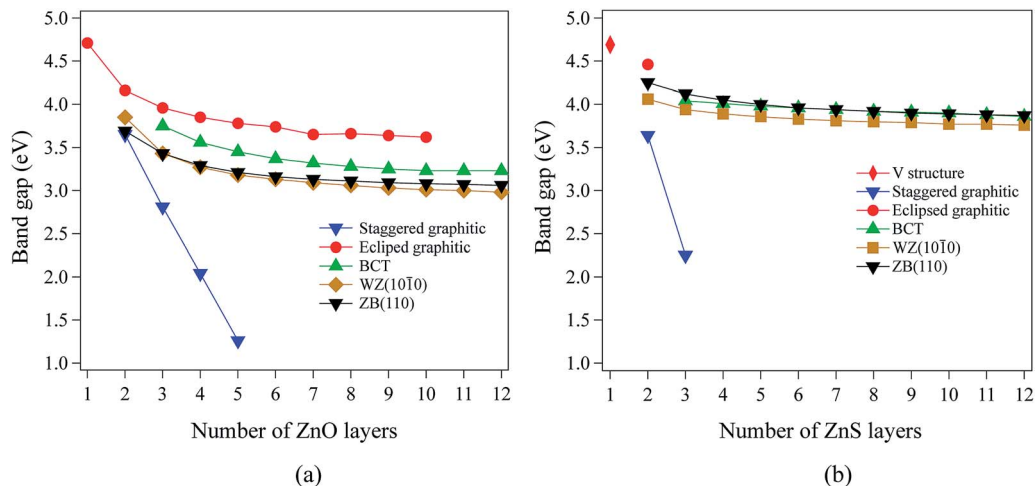 5.0
4.5
4.0
3.5
3.0
2.5
2.0
1.5
1.0
Band gap (eV)
Staggered graphitic
Ecliped graphitic
BCT
WZ(101̄0)
ZB(110)
1 2 3 4 5 6 7 8 9 10 11 12
Number of ZnO layers
(a)
5.0
4.5
4.0
3.5
3.0
2.5
2.0
1.5
1.0
Band gap (eV)
V structure
Staggered graphitic
Eclipsed graphitic
BCT
WZ(101̄0)
ZB(110)
1 2 3 4 5 6 7 8 9 10 11 12
Number of ZnS layers
(b)